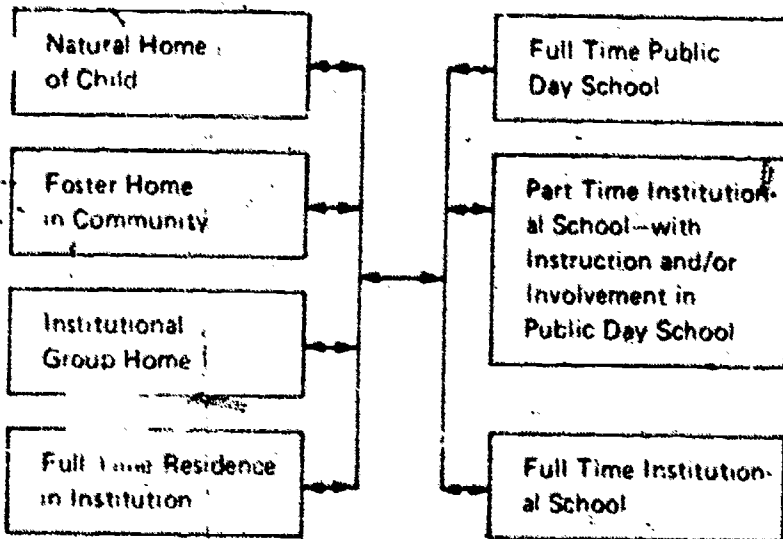 Natural Home
of Child
Foster Home
in Community
Institutional
Group Home
Full Time Residence
in Institution
Full Time Public
Day School
Part Time Institution-
al School--with
Instruction and/or
Involvement in
Public Day School
Full Time Institution-
al School